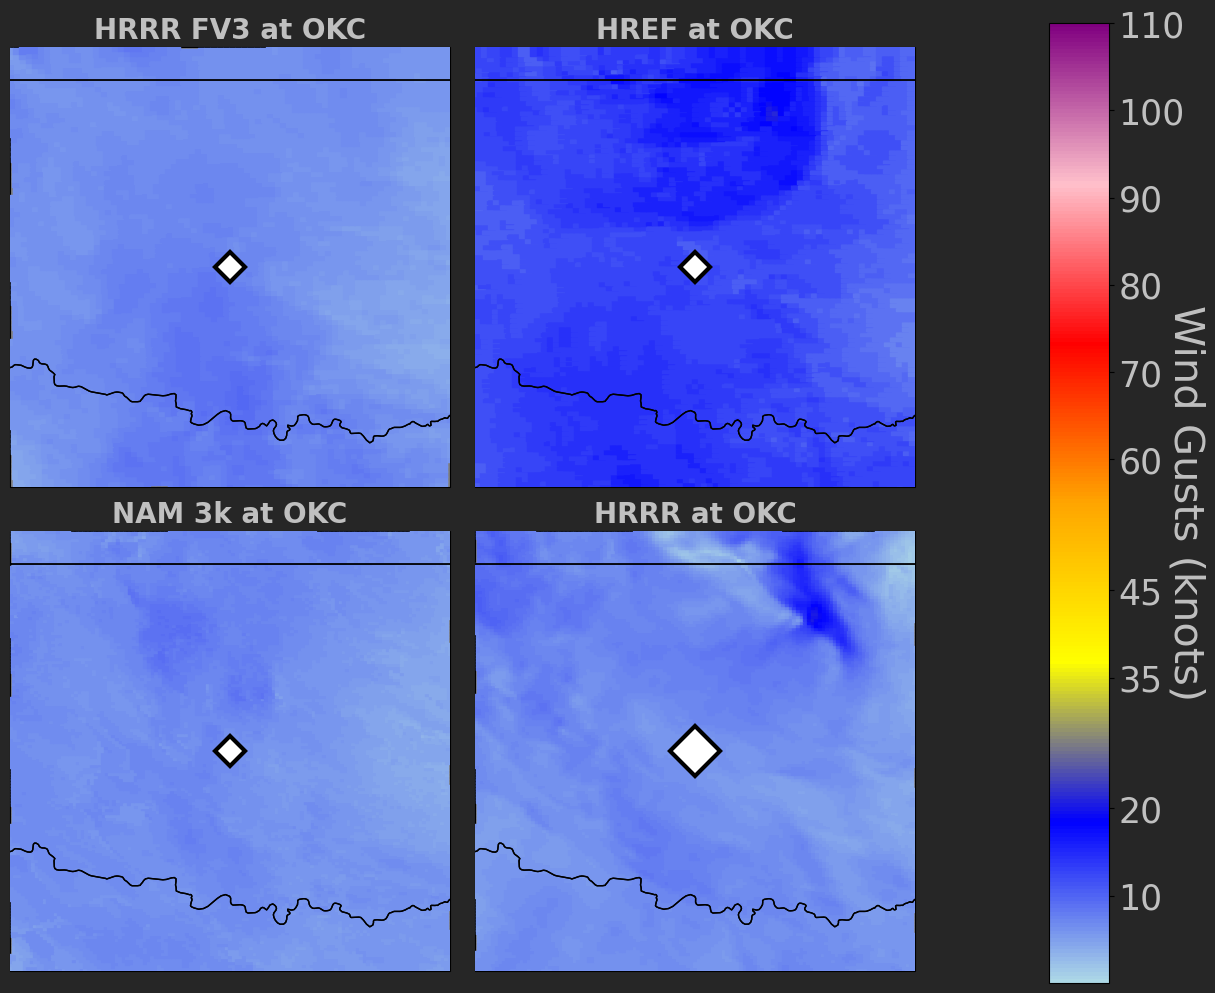 HRRR FV3 at OKC
HREF at OKC
NAM 3k at OKC
HRRR at OKC
110
100
90
80
70
60
45
35
20
10
Wind Gusts (knots)